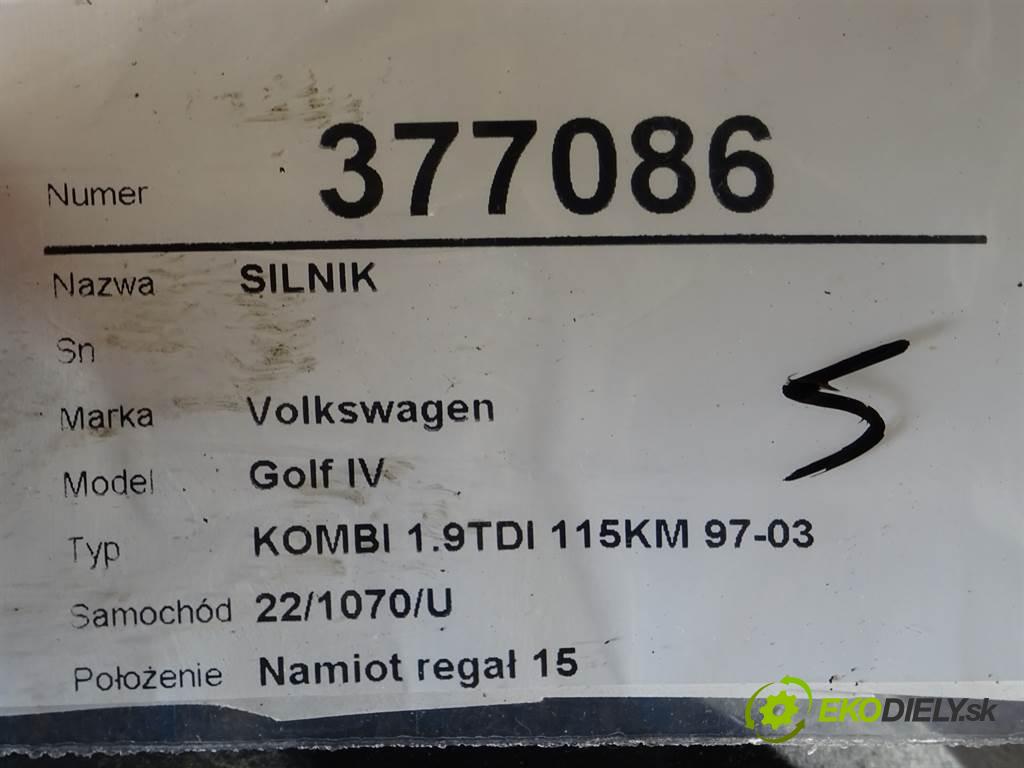 Numer 377086
Nazwa SILNIK
Sn
Marka Volkswagen
Model Golf IV
Typ KOMBI 1.9TDI 115KM 97-03
Samochód 22/1070/U
Położenie Namiot regał 15
S
EKODIELY.sk